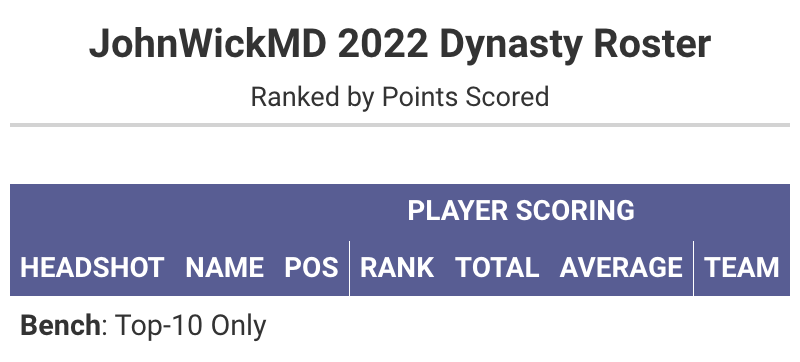 JohnWickMD 2022 Dynasty Roster
Ranked by Points Scored
PLAYER SCORING
HEADSHOT NAME POS RANK TOTAL AVERAGE TEAM
Bench: Top-10 Only